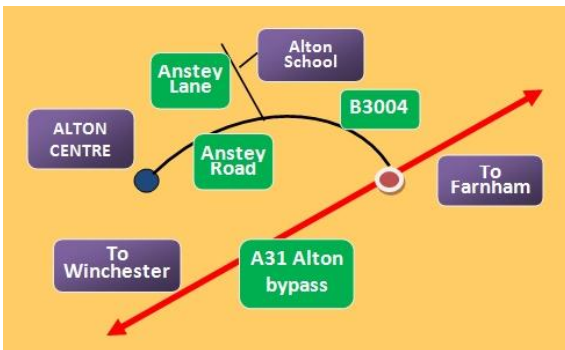 Alton
School
Anstey
Lane
B3004
ALTON
CENTRE
Anstey
Road
To
Farnham
To
Winchester
A31 Alton
bypass